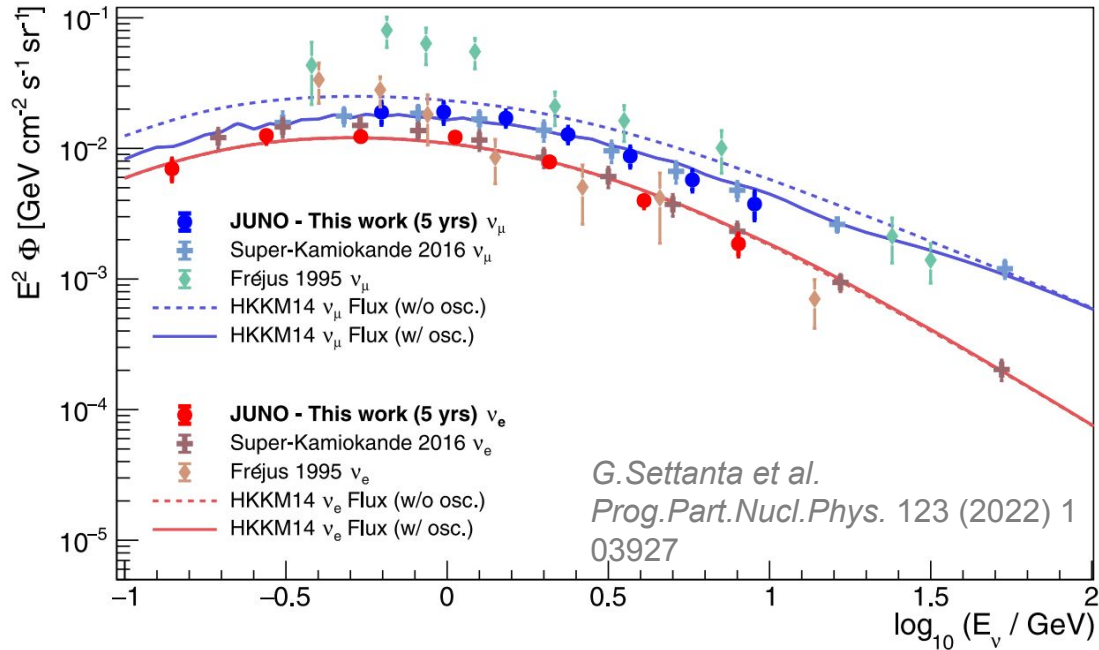 E² Φ [GeV cm⁻² s⁻¹ sr⁻¹]
10⁻¹
10⁻²
10⁻³
10⁻⁴
10⁻⁵
JUNO - This work (5 yrs) νμ
Super-Kamiokande 2016 νμ
Fréjus 1995 νμ
HKKM14 νμ Flux (w/o osc.)
HKKM14 νμ Flux (w/ osc.)
JUNO - This work (5 yrs) νe
Super-Kamiokande 2016 νe
Fréjus 1995 νe
HKKM14 νe Flux (w/o osc.)
HKKM14 νe Flux (w/ osc.)
G.Settanta et al.
Prog.Part.Nucl.Phys. 123 (2022) 1
03927
−1 −0.5 0 0.5 1 1.5 2
log₁₀ (Eν / GeV)